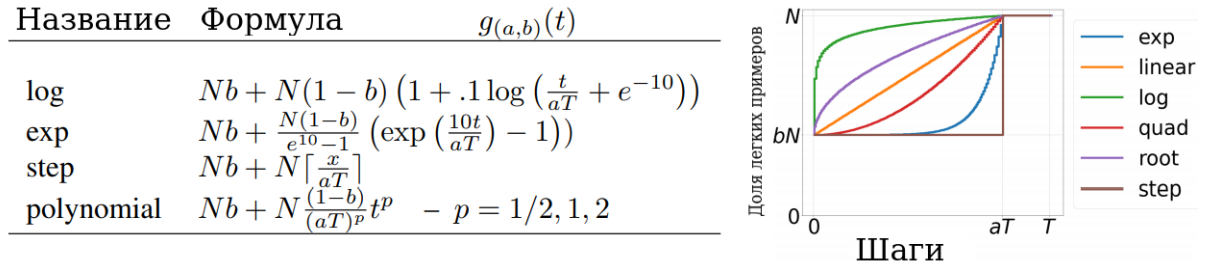 Название Формула g_{(a,b)}(t)
log Nb + N(1 − b) (1 + .1 log (t/aT + e^{−10}))
exp Nb + N(1−b)/e^{10}−1 (exp (10t/aT) − 1))
step Nb + N⌈x/aT⌉
polynomial Nb + N(1−b)/(aT)^p t^p – p = 1/2, 1, 2
Доля легких примеров
N
bN
0
0 aT T
Шаги
exp
linear
log
quad
root
step